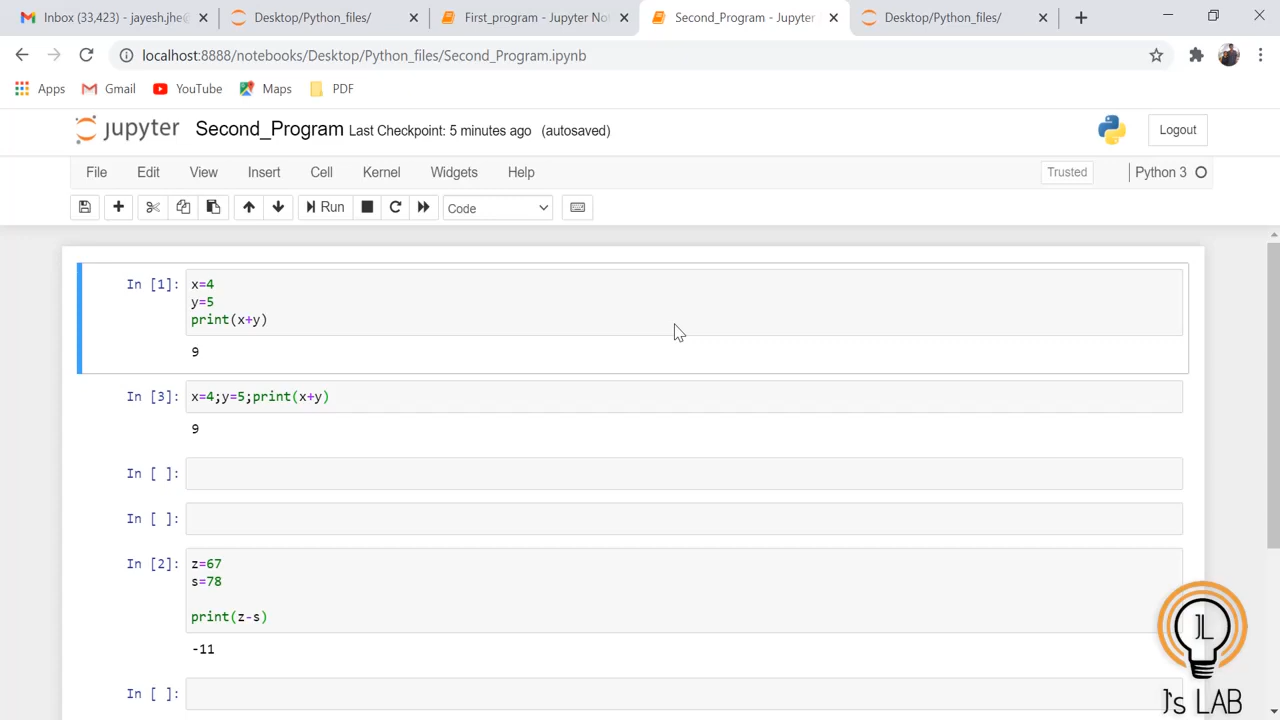 Inbox (33,423) - jayesh.jhe
Desktop/Python_files/
First_program - Jupyter No
Second_Program - Jupyter
Desktop/Python_files/
localhost:8888/notebooks/Desktop/Python_files/Second_Program.ipynb
Apps Gmail YouTube Maps PDF
jupyter Second_Program Last Checkpoint: 5 minutes ago (autosaved)
Logout
File Edit View Insert Cell Kernel Widgets Help
Trusted
Python 3
Run
Code
In [1]: x=4
y=5
print(x+y)
9
In [3]: x=4;y=5;print(x+y)
9
In [ ]:
In [ ]:
In [2]: z=67
s=78
print(z-s)
-11
In [ ]:
JL
J's LAB